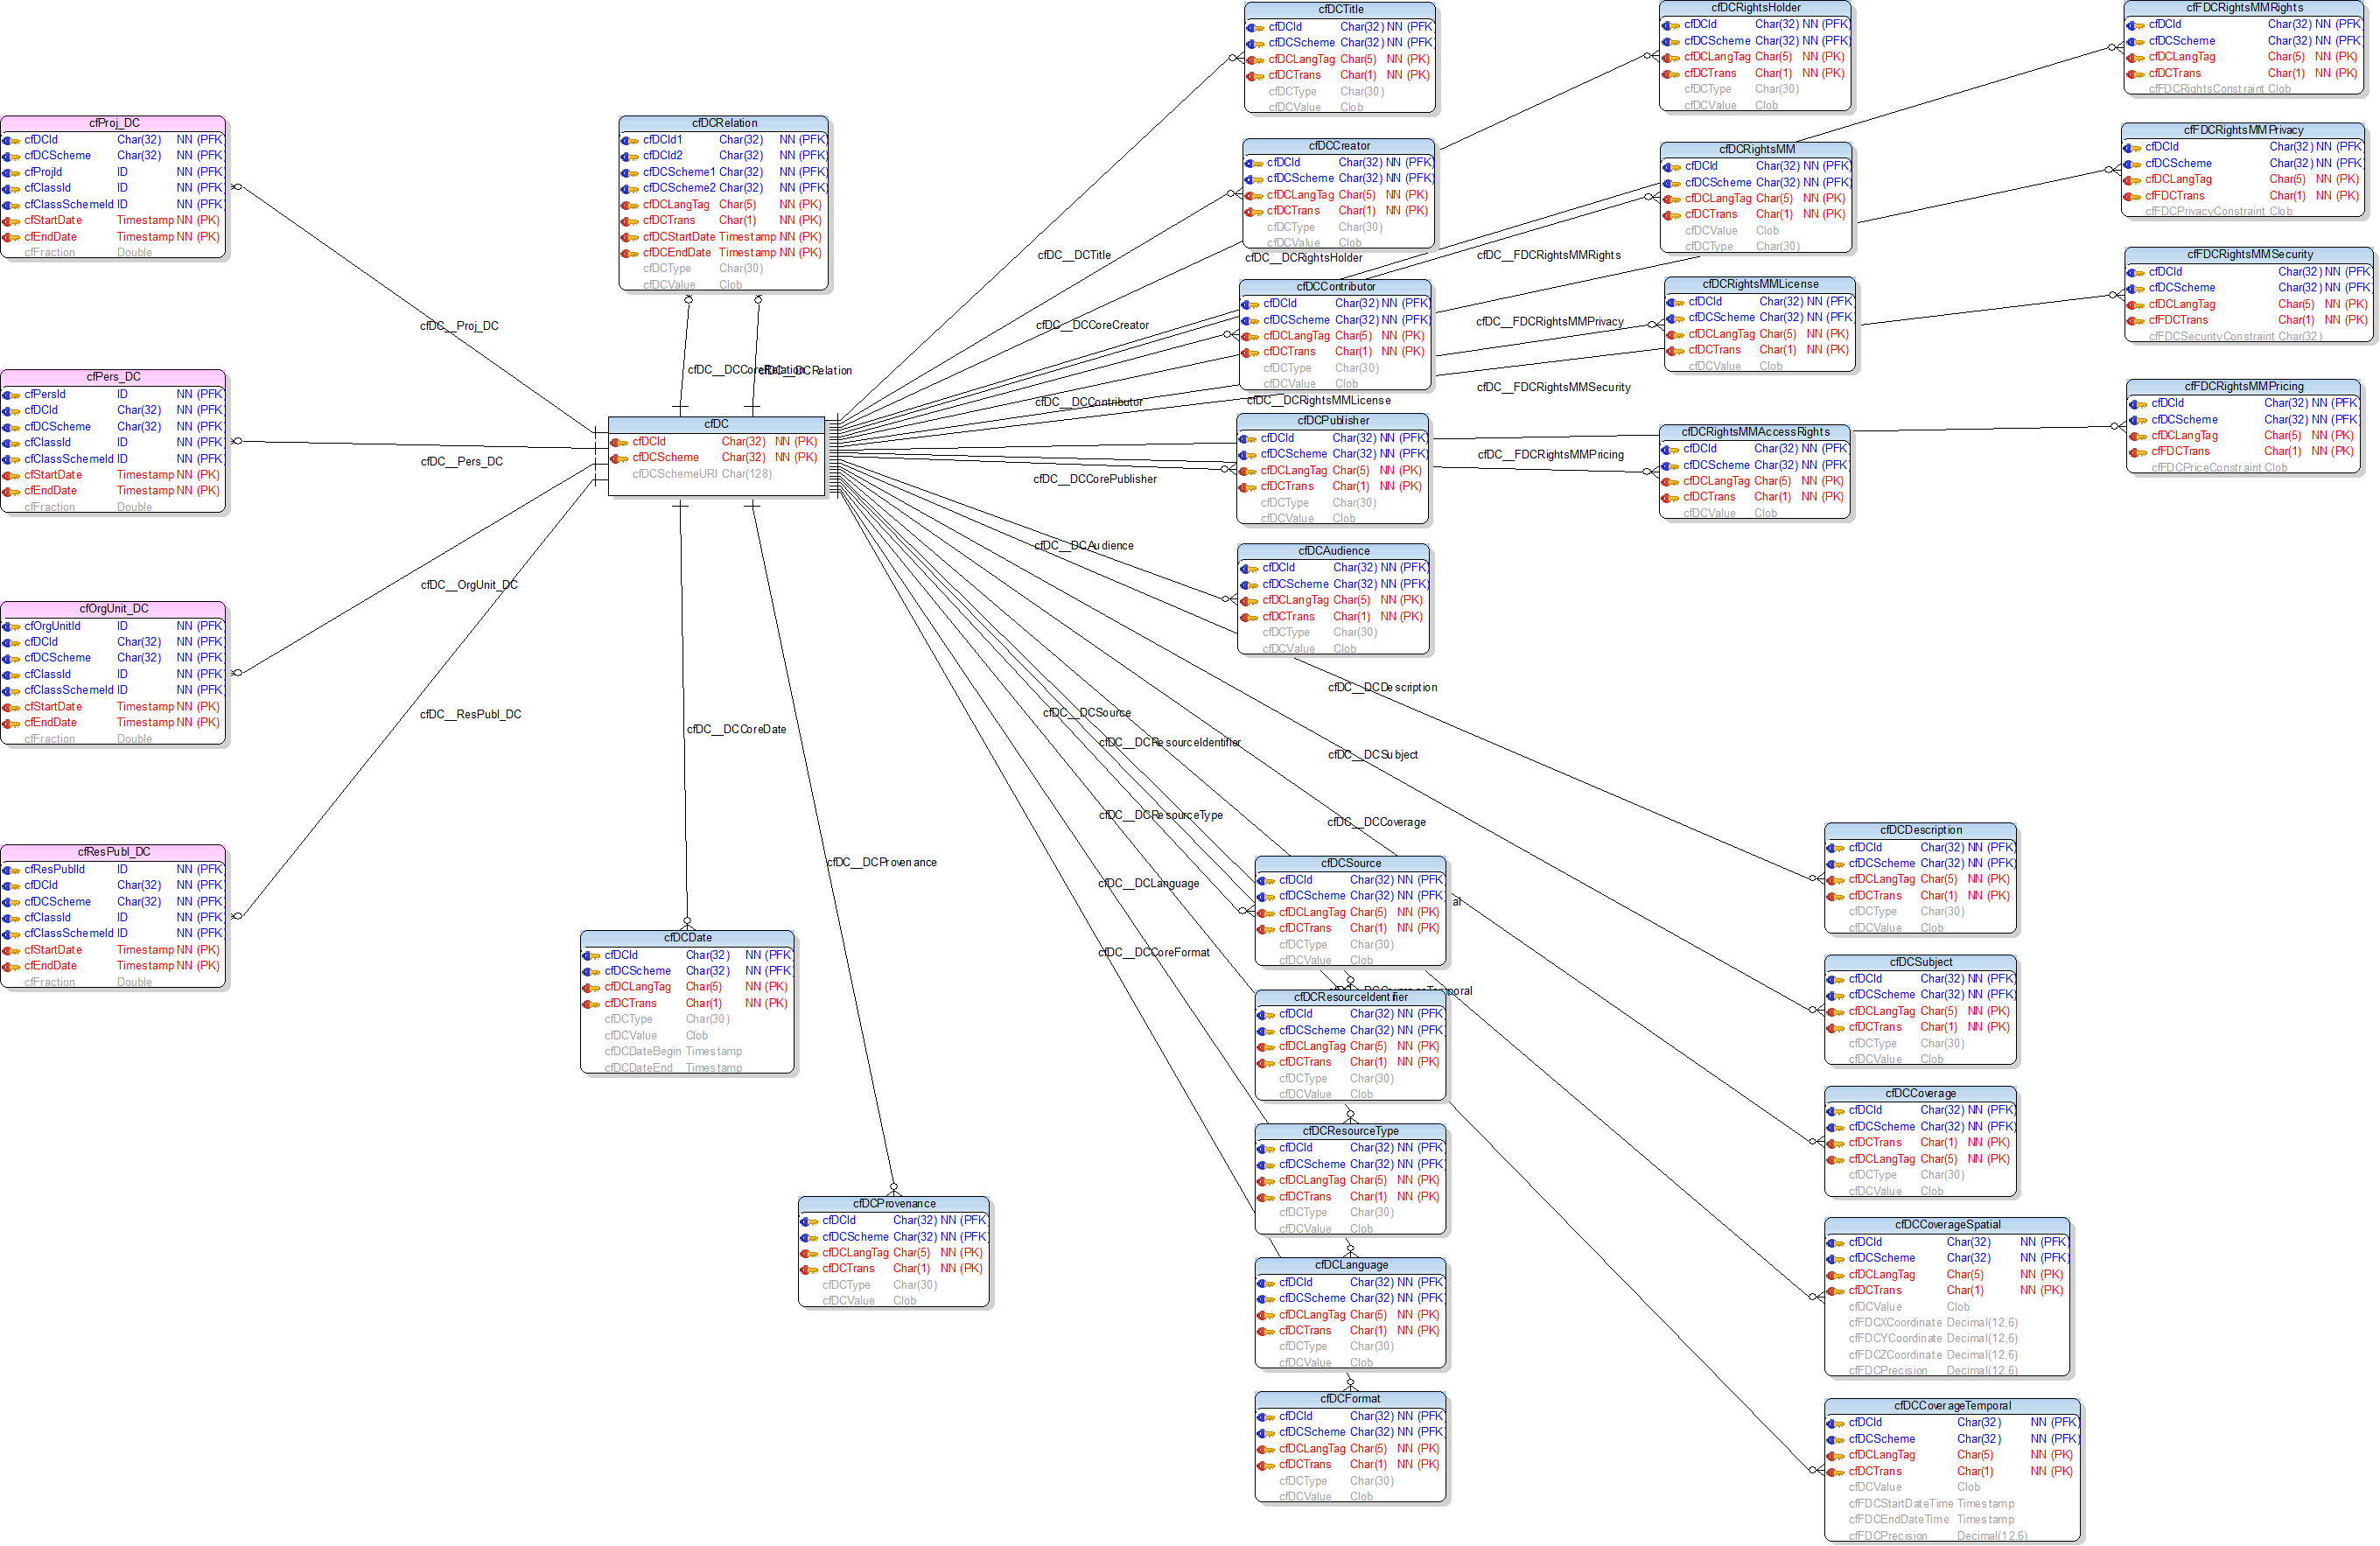 cfProj_DC
cfDCId Char(32) NN (PFK)
cfDCScheme Char(32) NN (PFK)
cfProjId ID NN (PFK)
cfClassId ID NN (PFK)
cfClassSchemeId ID NN (PFK)
cfStartDate Timestamp NN (PK)
cfEndDate Timestamp NN (PK)
cfFraction Double
cfPers_DC
cfPersId ID NN (PFK)
cfDCId Char(32) NN (PFK)
cfDCScheme Char(32) NN (PFK)
cfClassId ID NN (PFK)
cfClassSchemeId ID NN (PFK)
cfStartDate Timestamp NN (PK)
cfEndDate Timestamp NN (PK)
cfFraction Double
cfOrgUnit_DC
cfOrgUnitId ID NN (PFK)
cfDCId Char(32) NN (PFK)
cfDCScheme Char(32) NN (PFK)
cfClassId ID NN (PFK)
cfClassSchemeId ID NN (PFK)
cfStartDate Timestamp NN (PK)
cfEndDate Timestamp NN (PK)
cfFraction Double
cfResPubl_DC
cfResPublId ID NN (PFK)
cfDCId Char(32) NN (PFK)
cfDCScheme Char(32) NN (PFK)
cfClassId ID NN (PFK)
cfClassSchemeId ID NN (PFK)
cfStartDate Timestamp NN (PK)
cfEndDate Timestamp NN (PK)
cfFraction Double
cfDC__Proj_DC
cfDC__Pers_DC
cfDC__OrgUnit_DC
cfDC__ResPubl_DC
cfDCRelation
cfDCId1 Char(32) NN (PFK)
cfDCId2 Char(32) NN (PFK)
cfDCScheme1 Char(32) NN (PFK)
cfDCScheme2 Char(32) NN (PFK)
cfDCLangTag Char(5) NN (PK)
cfDCTrans Char(1) NN (PK)
cfDCStartDate Timestamp NN (PK)
cfDCEndDate Timestamp NN (PK)
cfDCType Char(30)
cfDCValue Clob
cfDC__DCCoreRelation
cfDC__DCRelation
cfDC
cfDCId Char(32) NN (PK)
cfDCScheme Char(32) NN (PK)
cfDCSchemeURI Char(128)
cfDC__DCCoreDate
cfDC__DCProvenance
cfDCDate
cfDCId Char(32) NN (PFK)
cfDCScheme Char(32) NN (PFK)
cfDCLangTag Char(5) NN (PK)
cfDCTrans Char(1) NN (PK)
cfDCType Char(30)
cfDCValue Clob
cfDCDateBegin Timestamp
cfDCDateEnd Timestamp
cfDCProvenance
cfDCId Char(32) NN (PFK)
cfDCScheme Char(32) NN (PFK)
cfDCLangTag Char(5) NN (PK)
cfDCTrans Char(1) NN (PK)
cfDCType Char(30)
cfDCValue Clob
cfDC__DCTitle
cfDC__DCCoreCreator
cfDC__DCContributor
cfDC__DCCorePublisher
cfDC__DCAudience
cfDC__DCSource
cfDC__DCResourceIdentifier
cfDC__DCResourceType
cfDC__DCLanguage
cfDC__DCCoreFormat
cfDCTitle
cfDCId Char(32) NN (PFK)
cfDCScheme Char(32) NN (PFK)
cfDCLangTag Char(5) NN (PK)
cfDCTrans Char(1) NN (PK)
cfDCType Char(30)
cfDCValue Clob
cfDCCreator
cfDCId Char(32) NN (PFK)
cfDCScheme Char(32) NN (PFK)
cfDCLangTag Char(5) NN (PK)
cfDCTrans Char(1) NN (PK)
cfDCType Char(30)
cfDCValue Clob
cfDC__DCRightsHolder
cfDCContributor
cfDCId Char(32) NN (PFK)
cfDCScheme Char(32) NN (PFK)
cfDCLangTag Char(5) NN (PK)
cfDCTrans Char(1) NN (PK)
cfDCType Char(30)
cfDCValue Clob
cfDC__DCRightsMMLicense
cfDCPublisher
cfDCId Char(32) NN (PFK)
cfDCScheme Char(32) NN (PFK)
cfDCLangTag Char(5) NN (PK)
cfDCTrans Char(1) NN (PK)
cfDCType Char(30)
cfDCValue Clob
cfDCAudience
cfDCId Char(32) NN (PFK)
cfDCScheme Char(32) NN (PFK)
cfDCLangTag Char(5) NN (PK)
cfDCTrans Char(1) NN (PK)
cfDCType Char(30)
cfDCValue Clob
cfDC__DCDescription
cfDC__DCSubject
cfDC__DCCoverage
cfDCSource
cfDCId Char(32) NN (PFK)
cfDCScheme Char(32) NN (PFK)
cfDCLangTag Char(5) NN (PK)
cfDCTrans Char(1) NN (PK)
cfDCType Char(30)
cfDCValue Clob
al
cfDCResourceIdentifier
cfDCId Char(32) NN (PFK)
cfDCScheme Char(32) NN (PFK)
cfDCLangTag Char(5) NN (PK)
cfDCTrans Char(1) NN (PK)
cfDCType Char(30)
cfDCValue Clob
cfDCResourceType
cfDCId Char(32) NN (PFK)
cfDCScheme Char(32) NN (PFK)
cfDCLangTag Char(5) NN (PK)
cfDCTrans Char(1) NN (PK)
cfDCType Char(30)
cfDCValue Clob
cfDCLanguage
cfDCId Char(32) NN (PFK)
cfDCScheme Char(32) NN (PFK)
cfDCLangTag Char(5) NN (PK)
cfDCTrans Char(1) NN (PK)
cfDCType Char(30)
cfDCValue Clob
cfDCFormat
cfDCId Char(32) NN (PFK)
cfDCScheme Char(32) NN (PFK)
cfDCLangTag Char(5) NN (PK)
cfDCTrans Char(1) NN (PK)
cfDCType Char(30)
cfDCValue Clob
cfDC__FDCRightsMMRights
cfDC__FDCRightsMMPrivacy
cfDC__FDCRightsMMSecurity
cfDC__FDCRightsMMPricing
cfDCRightsHolder
cfDCId Char(32) NN (PFK)
cfDCScheme Char(32) NN (PFK)
cfDCLangTag Char(5) NN (PK)
cfDCTrans Char(1) NN (PK)
cfDCType Char(30)
cfDCValue Clob
cfDCRightsMM
cfDCId Char(32) NN (PFK)
cfDCScheme Char(32) NN (PFK)
cfDCLangTag Char(5) NN (PK)
cfDCTrans Char(1) NN (PK)
cfDCValue Clob
cfDCType Char(30)
cfDCRightsMMLicense
cfDCId Char(32) NN (PFK)
cfDCScheme Char(32) NN (PFK)
cfDCLangTag Char(5) NN (PK)
cfDCTrans Char(1) NN (PK)
cfDCValue Clob
cfDCRightsMMAccessRights
cfDCId Char(32) NN (PFK)
cfDCScheme Char(32) NN (PFK)
cfDCLangTag Char(5) NN (PK)
cfDCTrans Char(1) NN (PK)
cfDCValue Clob
cfFDCRightsMMRights
cfDCId Char(32) NN (PFK)
cfDCScheme Char(32) NN (PFK)
cfDCLangTag Char(5) NN (PK)
cfDCTrans Char(1) NN (PK)
cfFDCRightsConstraint Clob
cfFDCRightsMMPrivacy
cfDCId Char(32) NN (PFK)
cfDCScheme Char(32) NN (PFK)
cfDCLangTag Char(5) NN (PK)
cfFDCTrans Char(1) NN (PK)
cfFDCPrivacyConstraint Clob
cfFDCRightsMMSecurity
cfDCId Char(32) NN (PFK)
cfDCScheme Char(32) NN (PFK)
cfDCLangTag Char(5) NN (PK)
cfFDCTrans Char(1) NN (PK)
cfFDCSecurityConstraint Char(32)
cfFDCRightsMMPricing
cfDCId Char(32) NN (PFK)
cfDCScheme Char(32) NN (PFK)
cfDCLangTag Char(5) NN (PK)
cfFDCTrans Char(1) NN (PK)
cfFDCPriceConstraint Clob
cfDCDescription
cfDCId Char(32) NN (PFK)
cfDCScheme Char(32) NN (PFK)
cfDCLangTag Char(5) NN (PK)
cfDCTrans Char(1) NN (PK)
cfDCType Char(30)
cfDCValue Clob
cfDCSubject
cfDCId Char(32) NN (PFK)
cfDCScheme Char(32) NN (PFK)
cfDCLangTag Char(5) NN (PK)
cfDCTrans Char(1) NN (PK)
cfDCType Char(30)
cfDCValue Clob
cfDCCoverage
cfDCId Char(32) NN (PFK)
cfDCScheme Char(32) NN (PFK)
cfDCTrans Char(1) NN (PK)
cfDCLangTag Char(5) NN (PK)
cfDCType Char(30)
cfDCValue Clob
cfDCCoverageSpatial
cfDCId Char(32) NN (PFK)
cfDCScheme Char(32) NN (PFK)
cfDCLangTag Char(5) NN (PK)
cfDCTrans Char(1) NN (PK)
cfDCValue Clob
cfFDCXCoordinate Decimal(12,6)
cfFDCYCoordinate Decimal(12,6)
cfFDCZCoordinate Decimal(12,6)
cfFDCPrecision Decimal(12,6)
cfDCCoverageTemporal
cfDCId Char(32) NN (PFK)
cfDCScheme Char(32) NN (PFK)
cfDCLangTag Char(5) NN (PK)
cfDCTrans Char(1) NN (PK)
cfDCValue Clob
cfFDCStartDateTime Timestamp
cfFDCEndDateTime Timestamp
cfFDCPrecision Decimal(12,6)